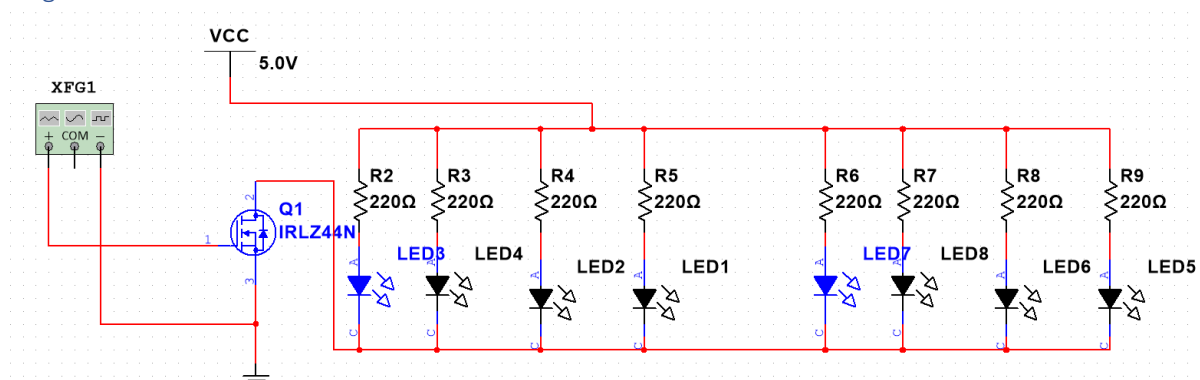 VCC
5.0V
XFG1
+ COM −
R2
220Ω
R3
220Ω
R4
220Ω
R5
220Ω
R6
220Ω
R7
220Ω
R8
220Ω
R9
220Ω
2
Q1
IRLZ44N
1
3
LED3
LED4
LED2
LED1
LED7
LED8
LED6
LED5
A
A
A
A
A
A
A
A
C
C
C
C
C
C
C
C